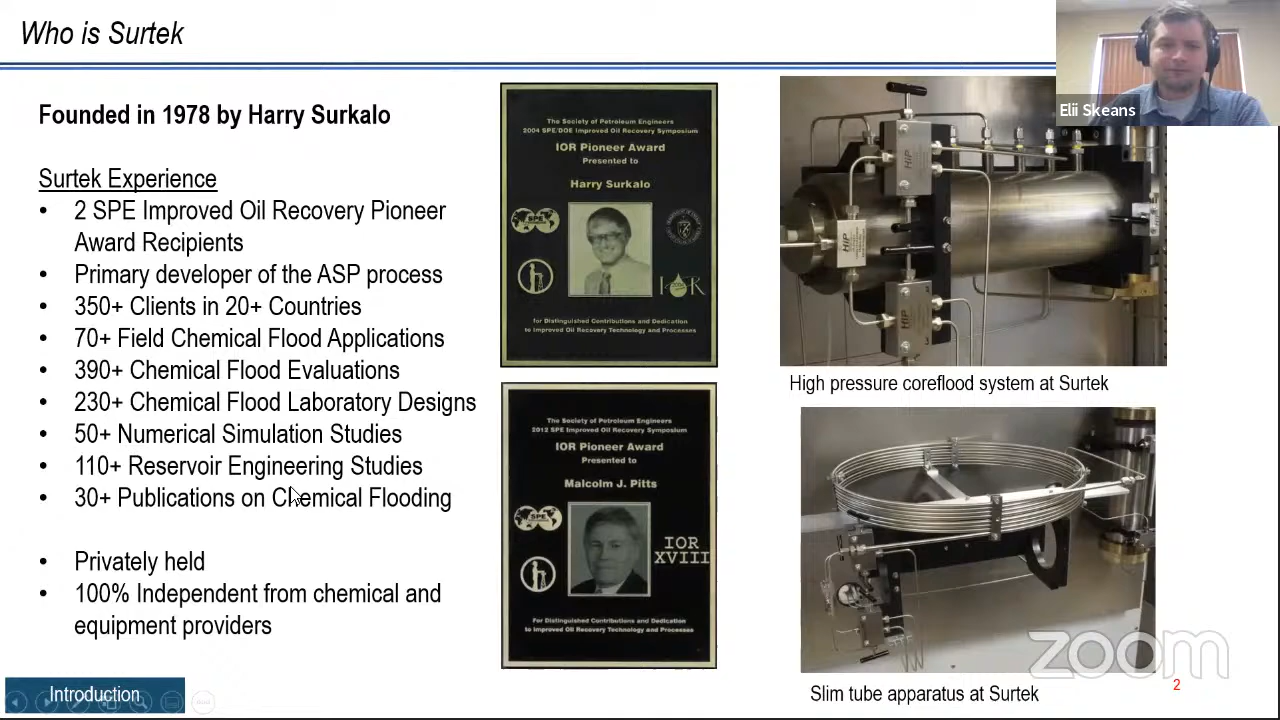 Who is Surtek
Elii Skeans
Founded in 1978 by Harry Surkalo
Surtek Experience
• 2 SPE Improved Oil Recovery Pioneer
Award Recipients
• Primary developer of the ASP process
• 350+ Clients in 20+ Countries
• 70+ Field Chemical Flood Applications
• 390+ Chemical Flood Evaluations
• 230+ Chemical Flood Laboratory Designs
• 50+ Numerical Simulation Studies
• 110+ Reservoir Engineering Studies
• 30+ Publications on Chemical Flooding
• Privately held
• 100% Independent from chemical and
equipment providers
The Society of Petroleum Engineers
2004 SPE/DOE Improved Oil Recovery Symposium
IOR Pioneer Award
Presented to
Harry Surkalo
SPE
IOR
for Distinguished Contributions and Dedication
to Improved Oil Recovery Technology and Processes
The Society of Petroleum Engineers
2012 SPE Improved Oil Recovery Symposium
IOR Pioneer Award
Presented to
Malcolm J. Pitts
SPE
IOR
XVIII
For Distinguished Contributions and Dedication
to Improved Oil Recovery Technology and Processes
HiP
HiP
HiP
High pressure coreflood system at Surtek
Slim tube apparatus at Surtek
zoom
2
Introduction